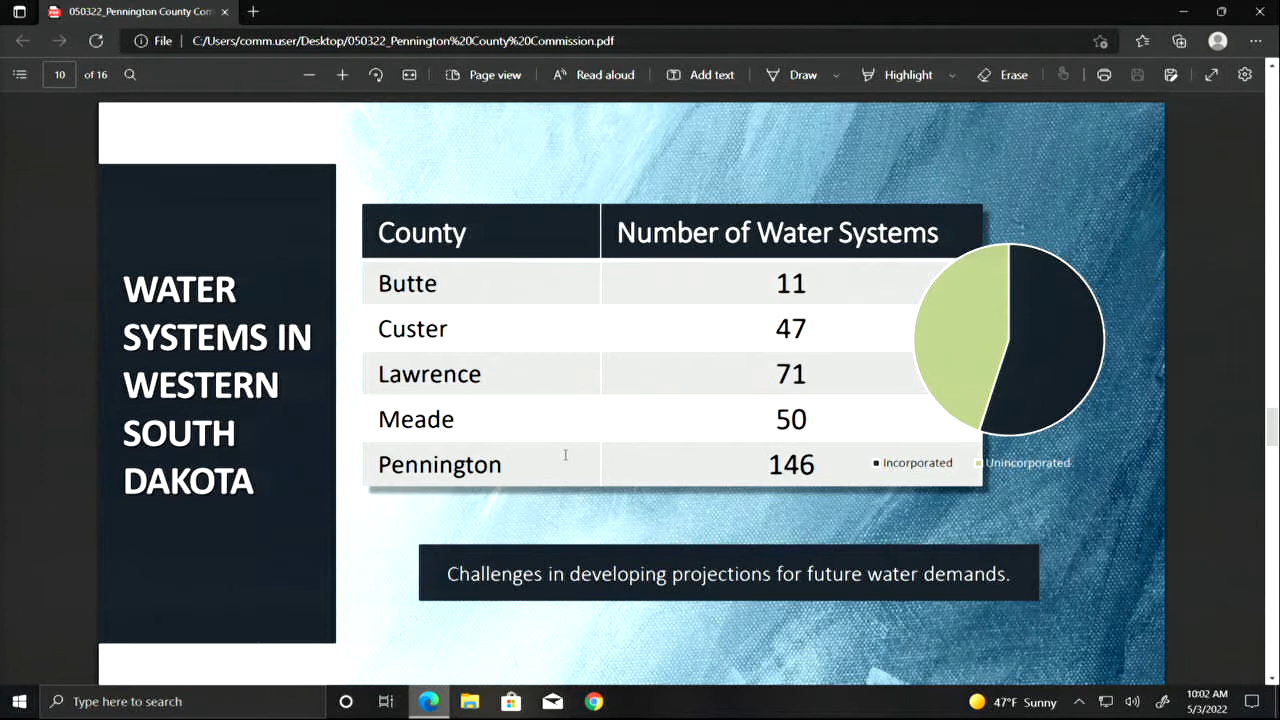 050322_Pennington County Con
File
C:/Users/comm.user/Desktop/050322_Pennington%20County%20Commission.pdf
10 of 16
Page view
Read aloud
Add text
Draw
Highlight
Erase
WATER
SYSTEMS IN
WESTERN
SOUTH
DAKOTA
County Number of Water Systems
Butte 11
Custer 47
Lawrence 71
Meade 50
Pennington 146
Incorporated Unincorporated
Challenges in developing projections for future water demands.
Type here to search
47°F Sunny
10:02 AM
5/3/2022